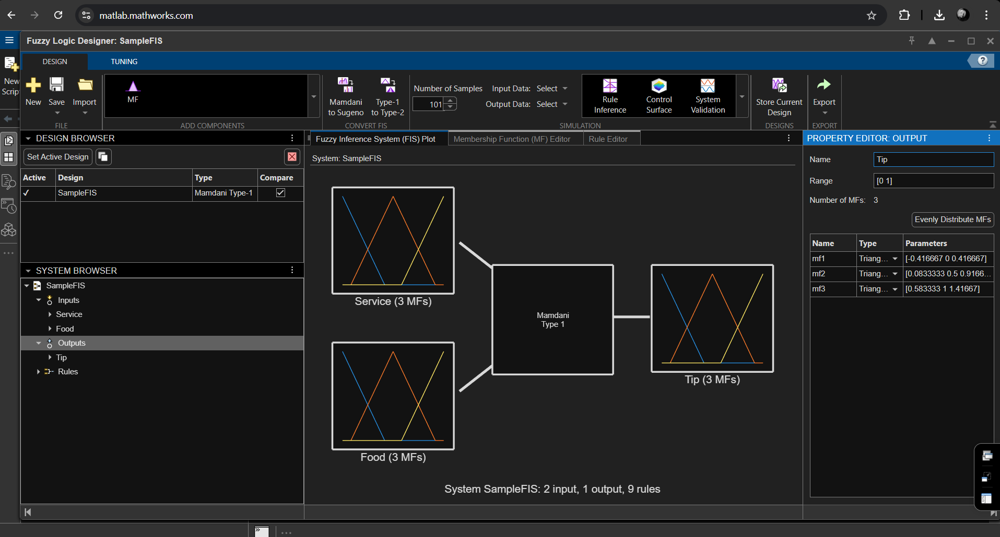 matlab.mathworks.com
Fuzzy Logic Designer: SampleFIS
DESIGN
TUNING
New
Scrip
New
Save
Import
FILE
MF
ADD COMPONENTS
Mamdani
to Sugeno
Type-1
to Type-2
CONVERT FIS
Number of Samples
101
Input Data: Select
Output Data: Select
Rule
Inference
Control
Surface
System
Validation
SIMULATION
Store Current
Design
DESIGNS
Export
EXPORT
DESIGN BROWSER
Set Active Design
Active Design Type Compare
SampleFIS Mamdani Type-1
SYSTEM BROWSER
SampleFIS
Inputs
Service
Food
Outputs
Tip
Rules
Fuzzy Inference System (FIS) Plot
Membership Function (MF) Editor
Rule Editor
System: SampleFIS
Service (3 MFs)
Food (3 MFs)
Mamdani
Type 1
Tip (3 MFs)
System SampleFIS: 2 input, 1 output, 9 rules
PROPERTY EDITOR: OUTPUT
Name Tip
Range [0 1]
Number of MFs: 3
Evenly Distribute MFs
Name Type Parameters
mf1 Triang... [-0.416667 0 0.416667]
mf2 Triang... [0.0833333 0.5 0.9166...
mf3 Triang... [0.583333 1 1.41667]